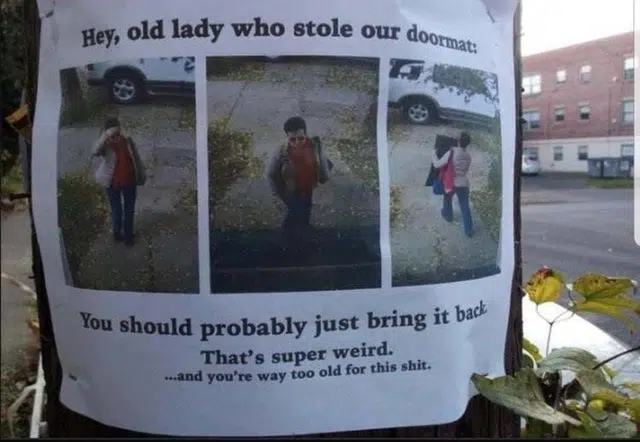 Hey, old lady who stole our doormat:
You should probably just bring it back.
That's super weird.
...and you're way too old for this shit.